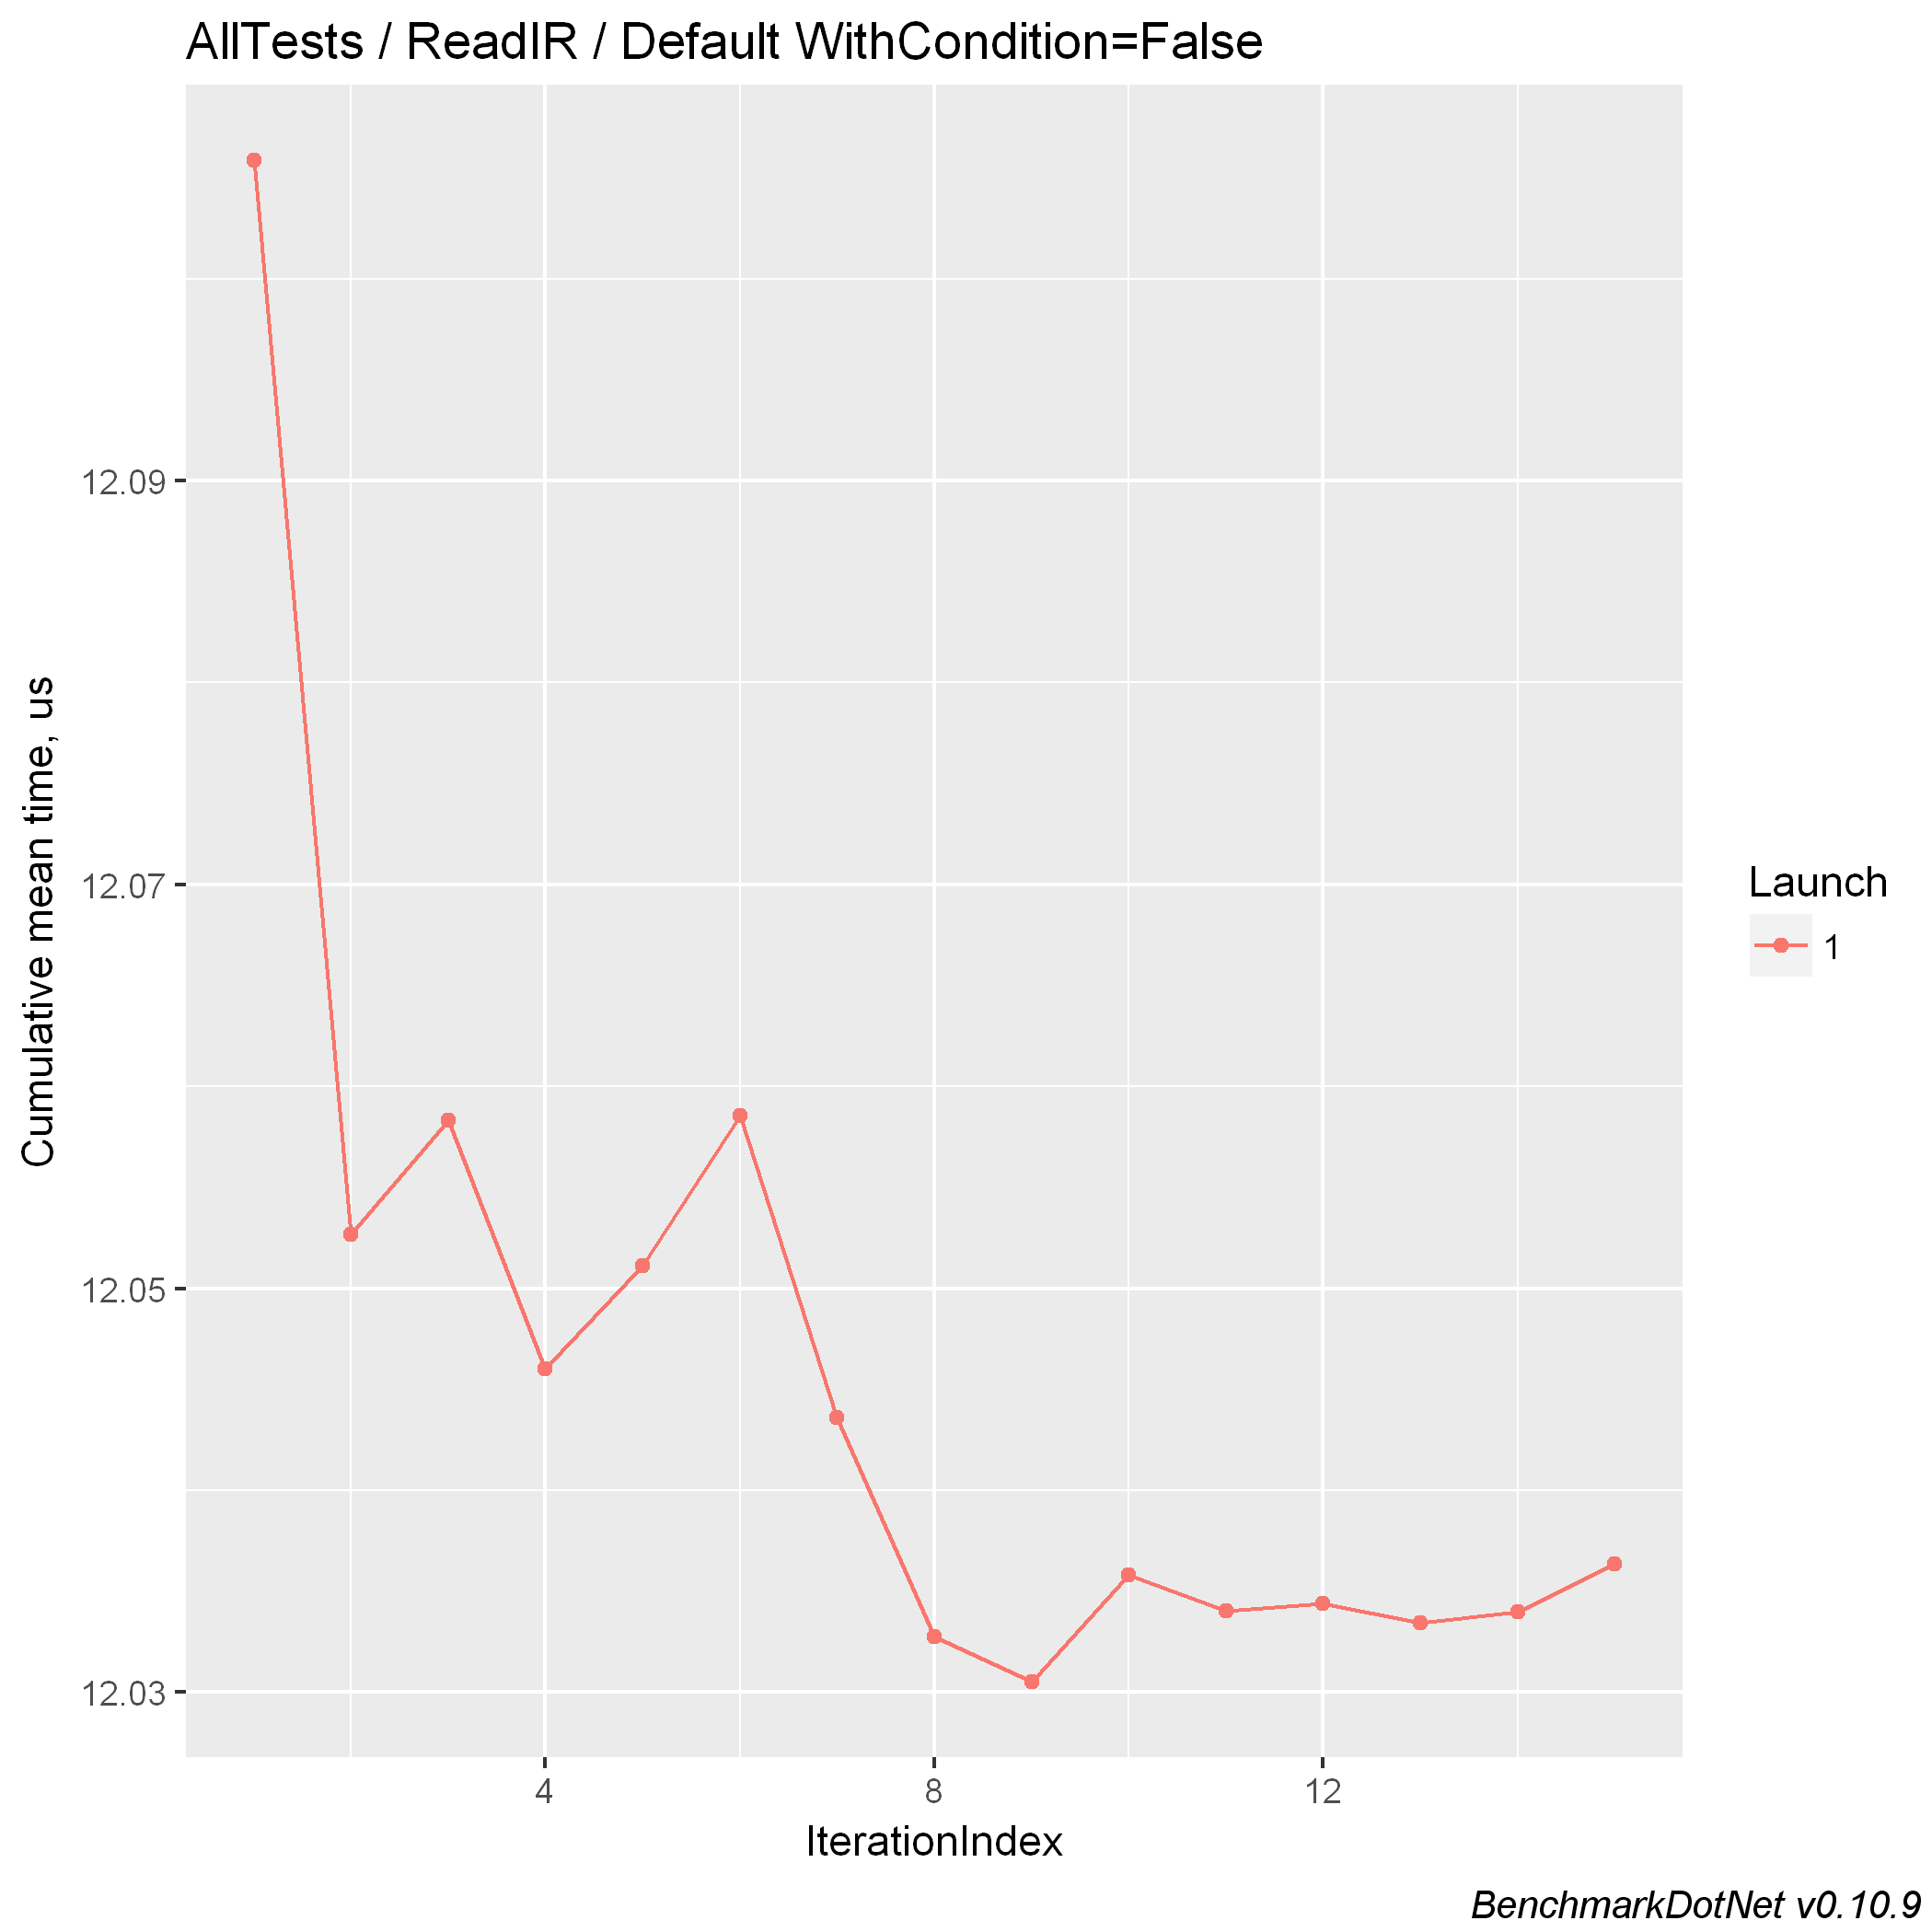 AllTests / ReadIR / Default WithCondition=False
Cumulative mean time, us
12.09
12.07
12.05
12.03
4
8
12
IterationIndex
Launch
1
BenchmarkDotNet v0.10.9